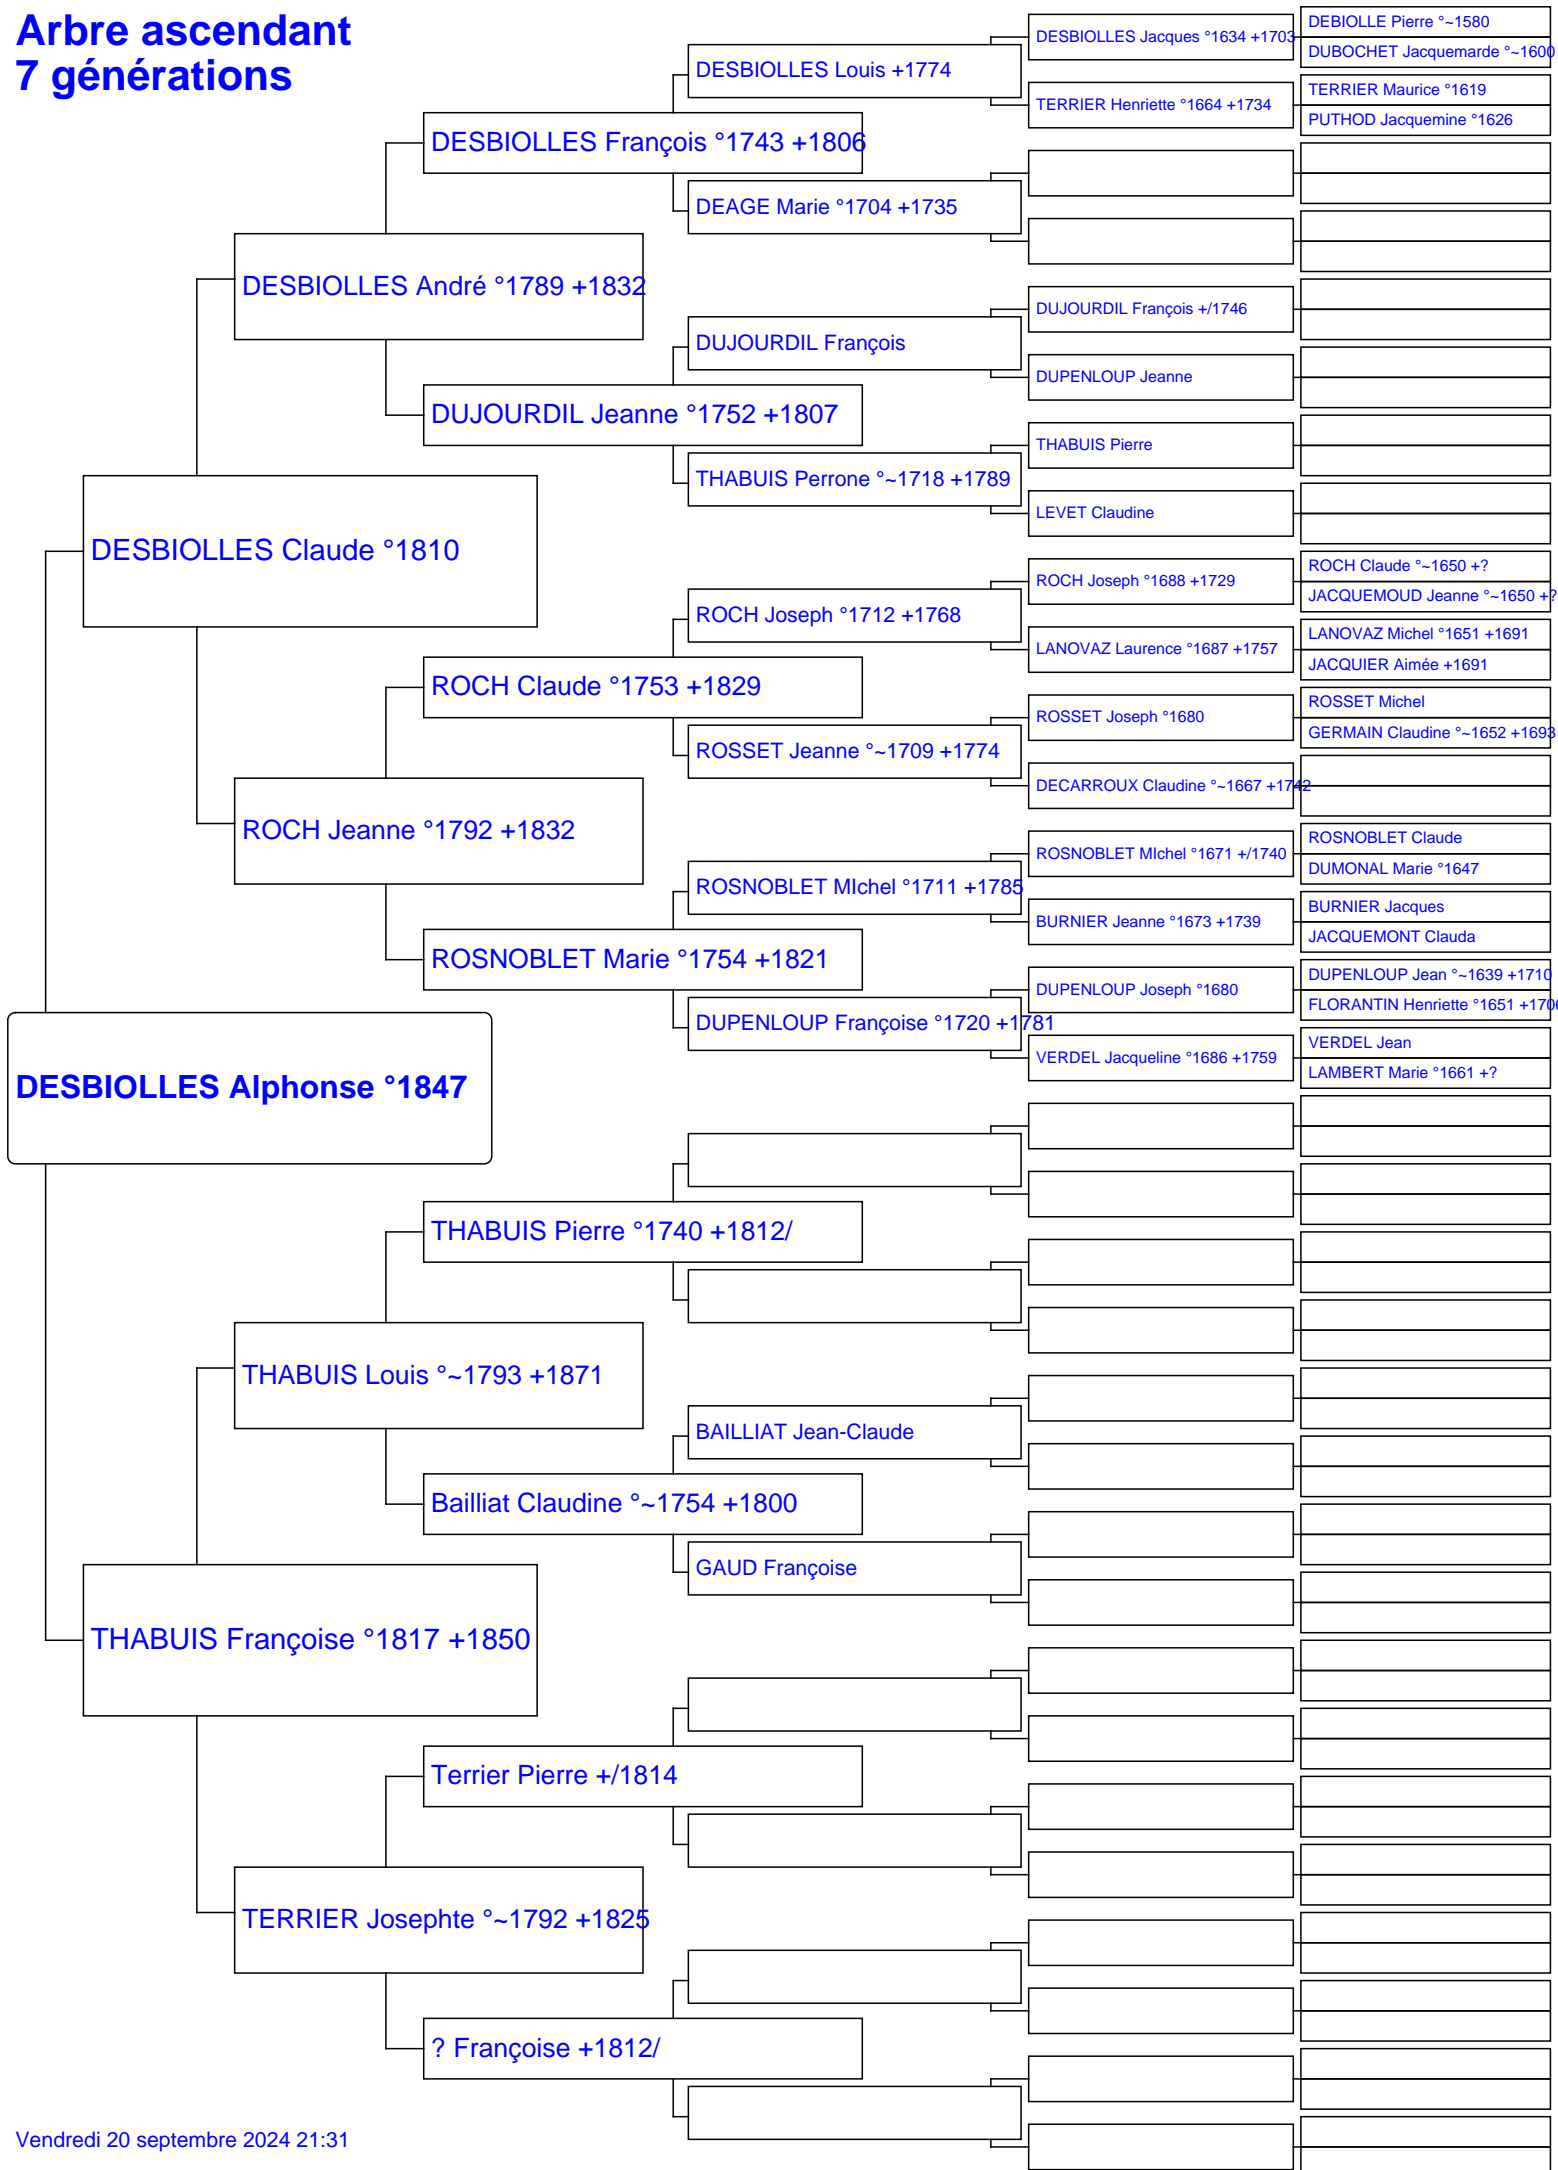 Arbre ascendant
7 générations
DESBIOLLES Alphonse °1847
DESBIOLLES Claude °1810
THABUIS Françoise °1817 +1850
DESBIOLLES André °1789 +1832
ROCH Jeanne °1792 +1832
THABUIS Louis °~1793 +1871
TERRIER Josephte °~1792 +1825
DESBIOLLES François °1743 +1806
DUJOURDIL Jeanne °1752 +1807
ROCH Claude °1753 +1829
ROSNOBLET Marie °1754 +1821
THABUIS Pierre °1740 +1812/
Bailliat Claudine °~1754 +1800
Terrier Pierre +/1814
? Françoise +1812/
DESBIOLLES Louis +1774
DEAGE Marie °1704 +1735
DUJOURDIL François
THABUIS Perrone °~1718 +1789
ROCH Joseph °1712 +1768
ROSSET Jeanne °~1709 +1774
ROSNOBLET MIchel °1711 +1785
DUPENLOUP Françoise °1720 +1781
BAILLIAT Jean-Claude
GAUD Françoise
DESBIOLLES Jacques °1634 +1703
TERRIER Henriette °1664 +1734
DUJOURDIL François +/1746
DUPENLOUP Jeanne
THABUIS Pierre
LEVET Claudine
ROCH Joseph °1688 +1729
LANOVAZ Laurence °1687 +1757
ROSSET Joseph °1680
DECARROUX Claudine °~1667 +1742
ROSNOBLET MIchel °1671 +/1740
BURNIER Jeanne °1673 +1739
DUPENLOUP Joseph °1680
VERDEL Jacqueline °1686 +1759
DEBIOLLE Pierre °~1580
DUBOCHET Jacquemarde °~1600
TERRIER Maurice °1619
PUTHOD Jacquemine °1626
ROCH Claude °~1650 +?
JACQUEMOUD Jeanne °~1650 +?
LANOVAZ Michel °1651 +1691
JACQUIER Aimée +1691
ROSSET Michel
GERMAIN Claudine °~1652 +1693
ROSNOBLET Claude
DUMONAL Marie °1647
BURNIER Jacques
JACQUEMONT Clauda
DUPENLOUP Jean °~1639 +1710
FLORANTIN Henriette °1651 +1706
VERDEL Jean
LAMBERT Marie °1661 +?
Vendredi 20 septembre 2024 21:31